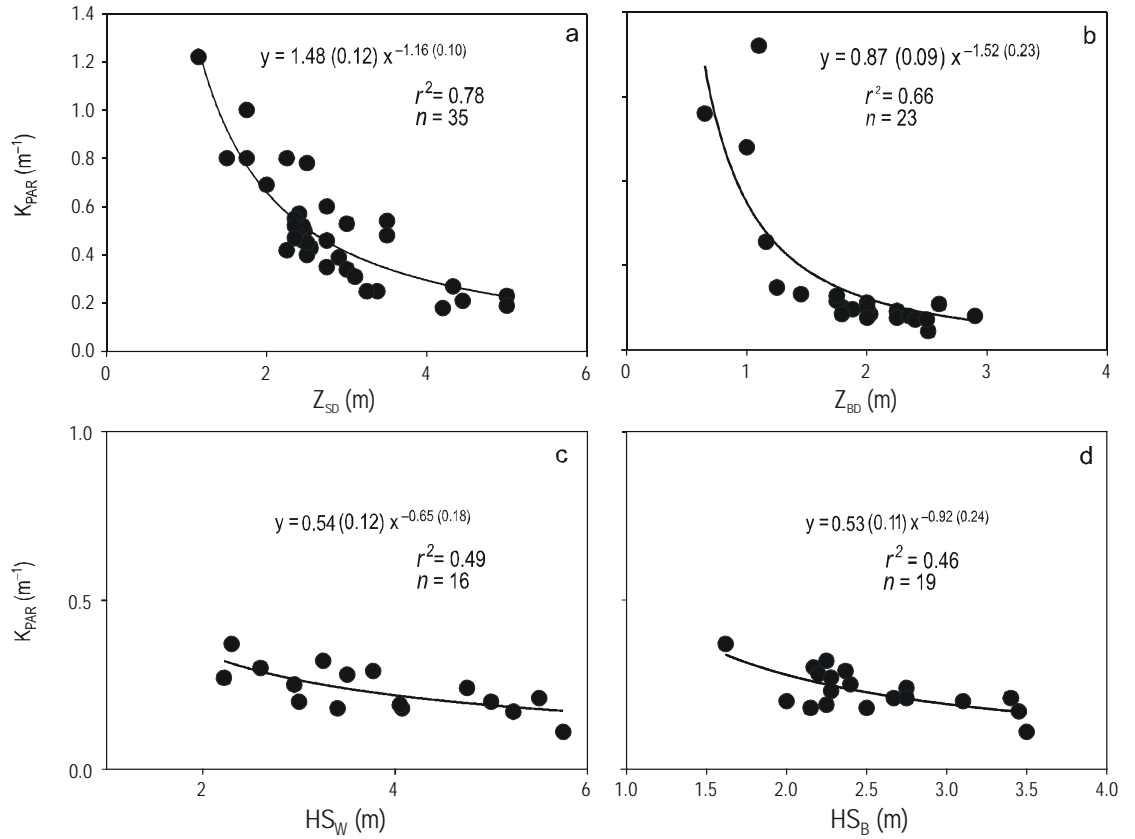 a
y = 1.48 (0.12) x^−1.16 (0.10)
r² = 0.78
n = 35
K_PAR (m⁻¹)
1.4
1.2
1.0
0.8
0.6
0.4
0.2
0.0
0 2 4 6
Z_SD (m)
b
y = 0.87 (0.09) x^−1.52 (0.23)
r² = 0.66
n = 23
0 1 2 3 4
Z_BD (m)
c
y = 0.54 (0.12) x^−0.65 (0.18)
r² = 0.49
n = 16
K_PAR (m⁻¹)
1.0
0.5
0.0
2 4 6
HS_W (m)
d
y = 0.53 (0.11) x^−0.92 (0.24)
r² = 0.46
n = 19
1.0 1.5 2.0 2.5 3.0 3.5 4.0
HS_B (m)